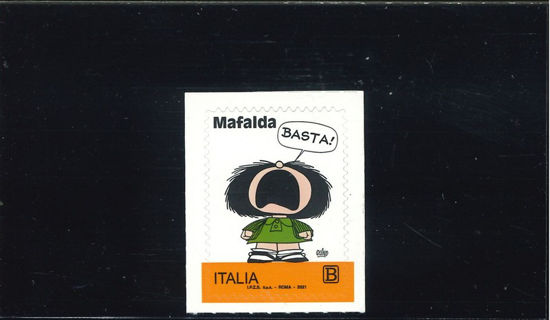 Mafalda
BASTA!
ITALIA
I.P.Z.S. S.p.A. - ROMA - 2021
B